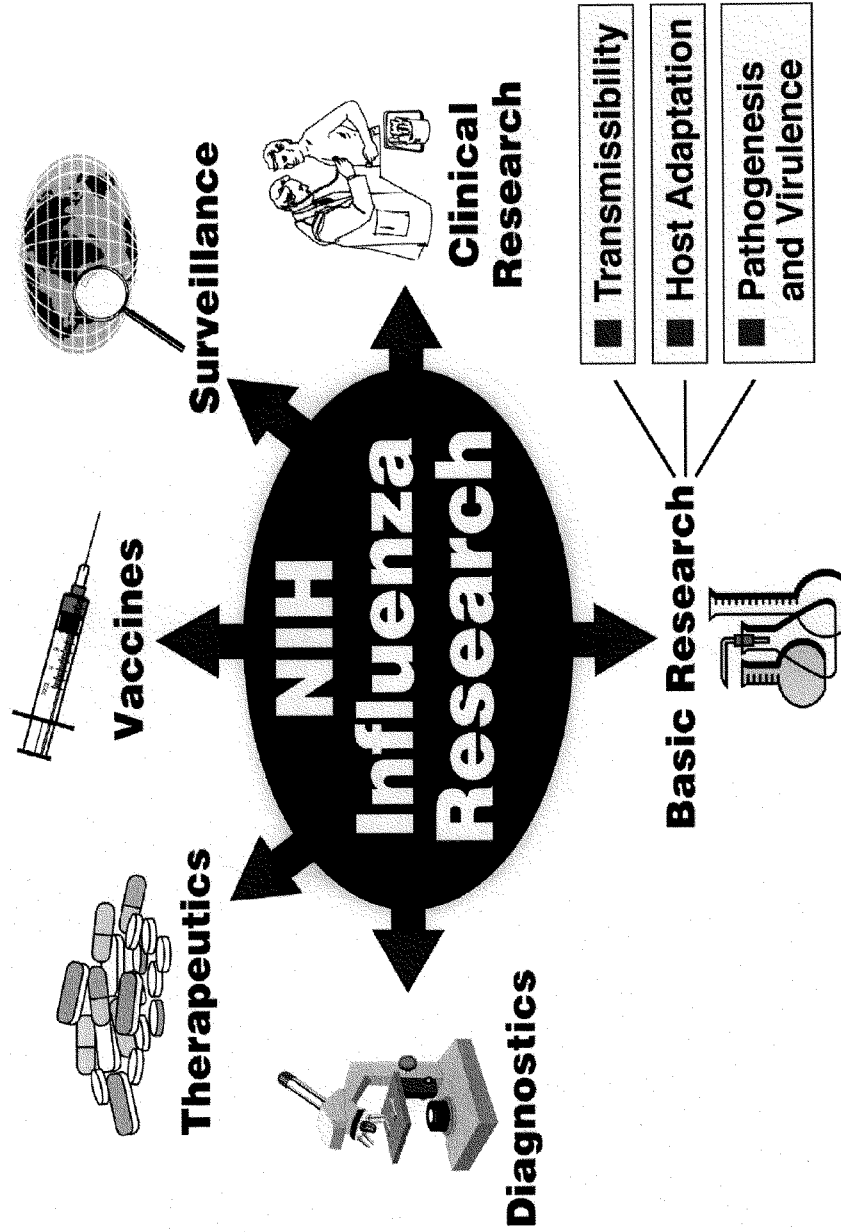 Vaccines
Therapeutics
Surveillance
NIH
Influenza
Research
Diagnostics
Clinical
Research
Basic Research
Transmissibility
Host Adaptation
Pathogenesis
and Virulence